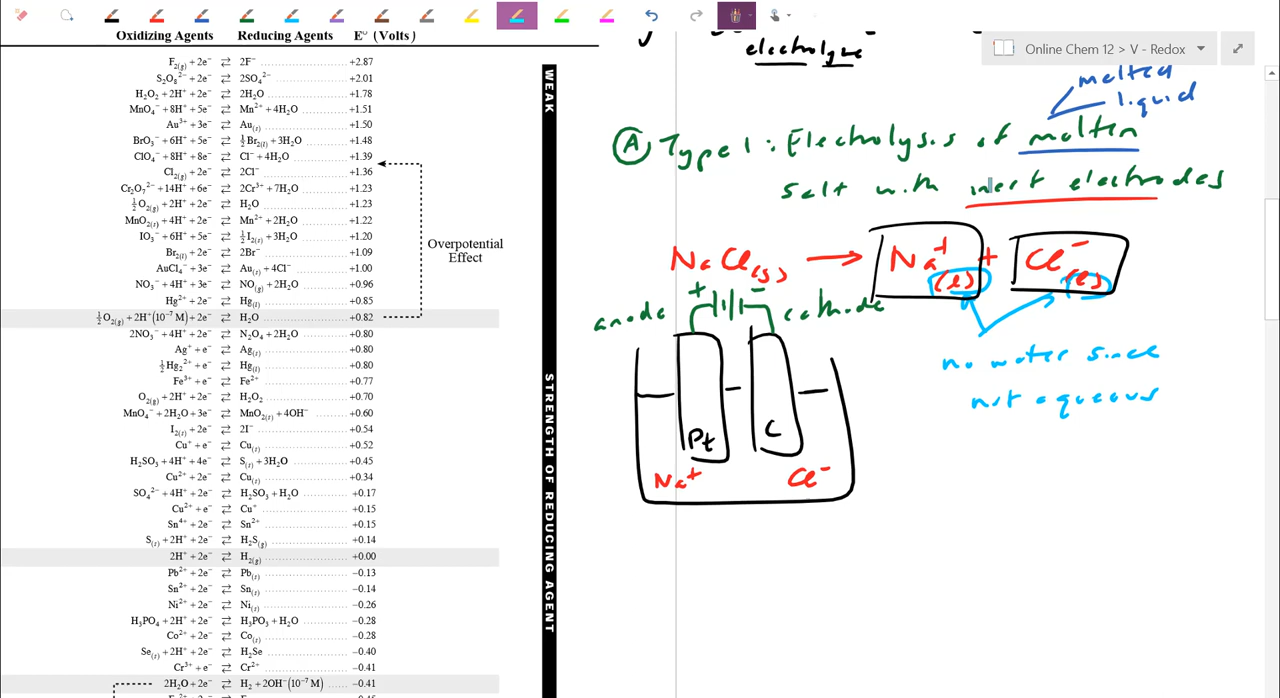 Oxidizing Agents Reducing Agents E° (Volts)
F₂(g) + 2e⁻ ⇄ 2F⁻ +2.87
S₂O₈²⁻ + 2e⁻ ⇄ 2SO₄²⁻ +2.01
H₂O₂ + 2H⁺ + 2e⁻ ⇄ 2H₂O +1.78
MnO₄⁻ + 8H⁺ + 5e⁻ ⇄ Mn²⁺ + 4H₂O +1.51
Au³⁺ + 3e⁻ ⇄ Au(s) +1.50
BrO₃⁻ + 6H⁺ + 5e⁻ ⇄ ½Br₂(l) + 3H₂O +1.48
ClO₄⁻ + 8H⁺ + 8e⁻ ⇄ Cl⁻ + 4H₂O +1.39
Cl₂(g) + 2e⁻ ⇄ 2Cl⁻ +1.36
Cr₂O₇²⁻ + 14H⁺ + 6e⁻ ⇄ 2Cr³⁺ + 7H₂O +1.23
½O₂(g) + 2H⁺ + 2e⁻ ⇄ H₂O +1.23
MnO₂(s) + 4H⁺ + 2e⁻ ⇄ Mn²⁺ + 2H₂O +1.22
IO₃⁻ + 6H⁺ + 5e⁻ ⇄ ½I₂(s) + 3H₂O +1.20
Br₂(l) + 2e⁻ ⇄ 2Br⁻ +1.09
AuCl₄⁻ + 3e⁻ ⇄ Au(s) + 4Cl⁻ +1.00
NO₃⁻ + 4H⁺ + 3e⁻ ⇄ NO(g) + 2H₂O +0.96
Hg²⁺ + 2e⁻ ⇄ Hg(l) +0.85
½O₂(g) + 2H⁺(10⁻⁷ M) + 2e⁻ ⇄ H₂O +0.82
2NO₃⁻ + 4H⁺ + 2e⁻ ⇄ N₂O₄ + 2H₂O +0.80
Ag⁺ + e⁻ ⇄ Ag(s) +0.80
½Hg₂²⁺ + e⁻ ⇄ Hg(l) +0.80
Fe³⁺ + e⁻ ⇄ Fe²⁺ +0.77
O₂(g) + 2H⁺ + 2e⁻ ⇄ H₂O₂ +0.70
MnO₄⁻ + 2H₂O + 3e⁻ ⇄ MnO₂(s) + 4OH⁻ +0.60
I₂(s) + 2e⁻ ⇄ 2I⁻ +0.54
Cu⁺ + e⁻ ⇄ Cu(s) +0.52
H₂SO₃ + 4H⁺ + 4e⁻ ⇄ S(s) + 3H₂O +0.45
Cu²⁺ + 2e⁻ ⇄ Cu(s) +0.34
SO₄²⁻ + 4H⁺ + 2e⁻ ⇄ H₂SO₃ + H₂O +0.17
Cu²⁺ + e⁻ ⇄ Cu⁺ +0.15
Sn⁴⁺ + 2e⁻ ⇄ Sn²⁺ +0.15
S(s) + 2H⁺ + 2e⁻ ⇄ H₂S(g) +0.14
2H⁺ + 2e⁻ ⇄ H₂(g) +0.00
Pb²⁺ + 2e⁻ ⇄ Pb(s) −0.13
Sn²⁺ + 2e⁻ ⇄ Sn(s) −0.14
Ni²⁺ + 2e⁻ ⇄ Ni(s) −0.26
H₃PO₄ + 2H⁺ + 2e⁻ ⇄ H₃PO₃ + H₂O −0.28
Co²⁺ + 2e⁻ ⇄ Co(s) −0.28
Se(s) + 2H⁺ + 2e⁻ ⇄ H₂Se −0.40
Cr³⁺ + e⁻ ⇄ Cr²⁺ −0.41
2H₂O + 2e⁻ ⇄ H₂ + 2OH⁻(10⁻⁷ M) −0.41
Overpotential
Effect
WEAK
STRENGTH OF REDUCING AGENT
Online Chem 12 > V - Redox
melted
liquid
Ⓐ Type 1: Electrolysis of molten
salt with inert electrodes
NaCl(s) → Na⁺(l) + Cl⁻(l)
+ −
anode cathode
no water since
not aqueous
Pt C
Na⁺ Cl⁻